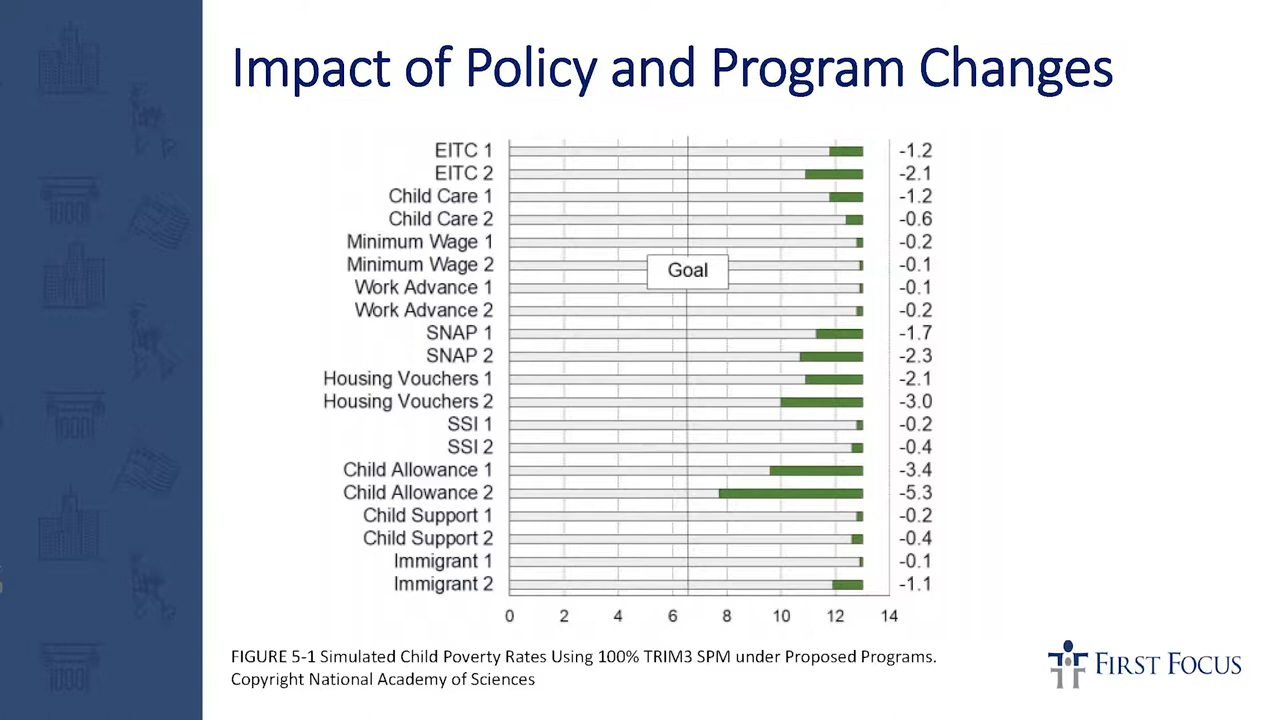 Impact of Policy and Program Changes
EITC 1 -1.2
EITC 2 -2.1
Child Care 1 -1.2
Child Care 2 -0.6
Minimum Wage 1 -0.2
Minimum Wage 2 -0.1
Goal
Work Advance 1 -0.1
Work Advance 2 -0.2
SNAP 1 -1.7
SNAP 2 -2.3
Housing Vouchers 1 -2.1
Housing Vouchers 2 -3.0
SSI 1 -0.2
SSI 2 -0.4
Child Allowance 1 -3.4
Child Allowance 2 -5.3
Child Support 1 -0.2
Child Support 2 -0.4
Immigrant 1 -0.1
Immigrant 2 -1.1
0 2 4 6 8 10 12 14
FIGURE 5-1 Simulated Child Poverty Rates Using 100% TRIM3 SPM under Proposed Programs.
Copyright National Academy of Sciences
FIRST FOCUS